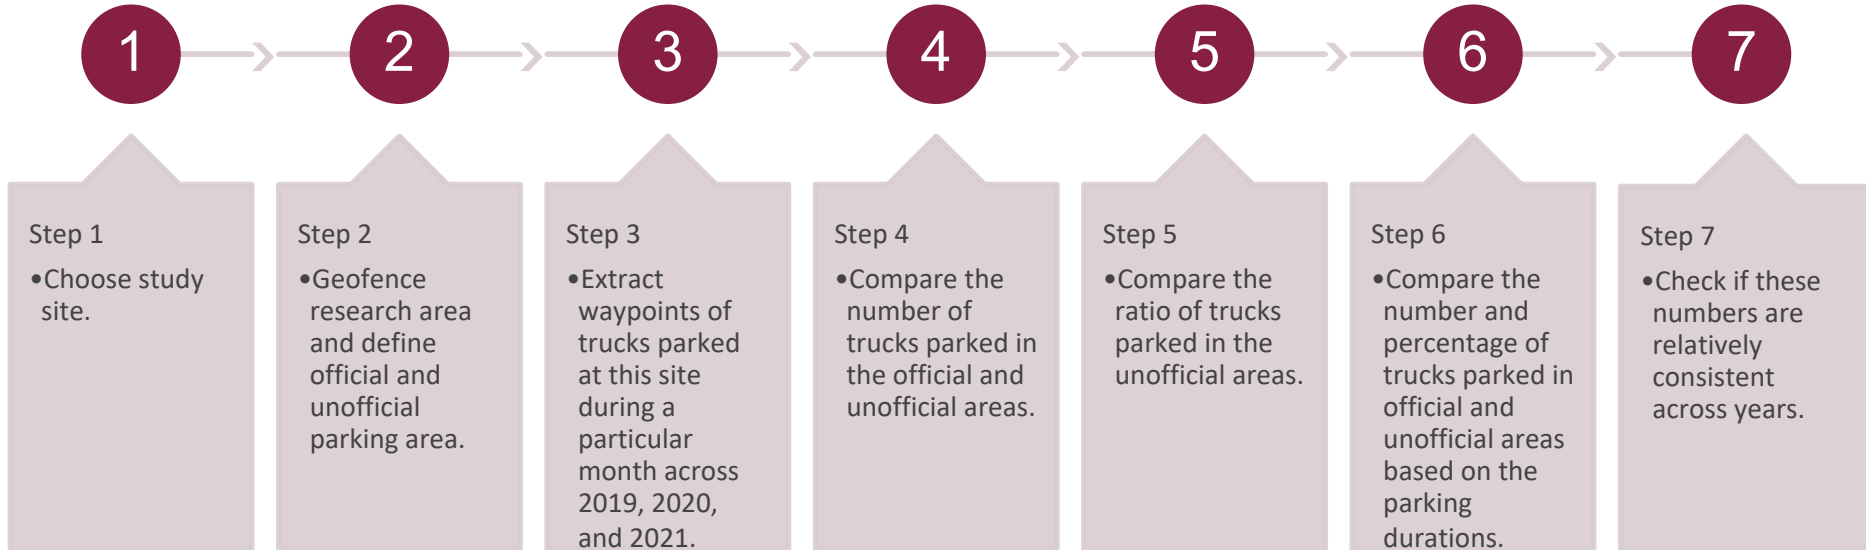 1
2
3
4
5
6
7
Step 1
•Choose study
site.
Step 2
•Geofence
research area
and define
official and
unofficial
parking area.
Step 3
•Extract
waypoints of
trucks parked
at this site
during a
particular
month across
2019, 2020,
and 2021.
Step 4
•Compare the
number of
trucks parked in
the official and
unofficial areas.
Step 5
•Compare the
ratio of trucks
parked in the
unofficial areas.
Step 6
•Compare the
number and
percentage of
trucks parked in
official and
unofficial areas
based on the
parking
durations.
Step 7
•Check if these
numbers are
relatively
consistent
across years.